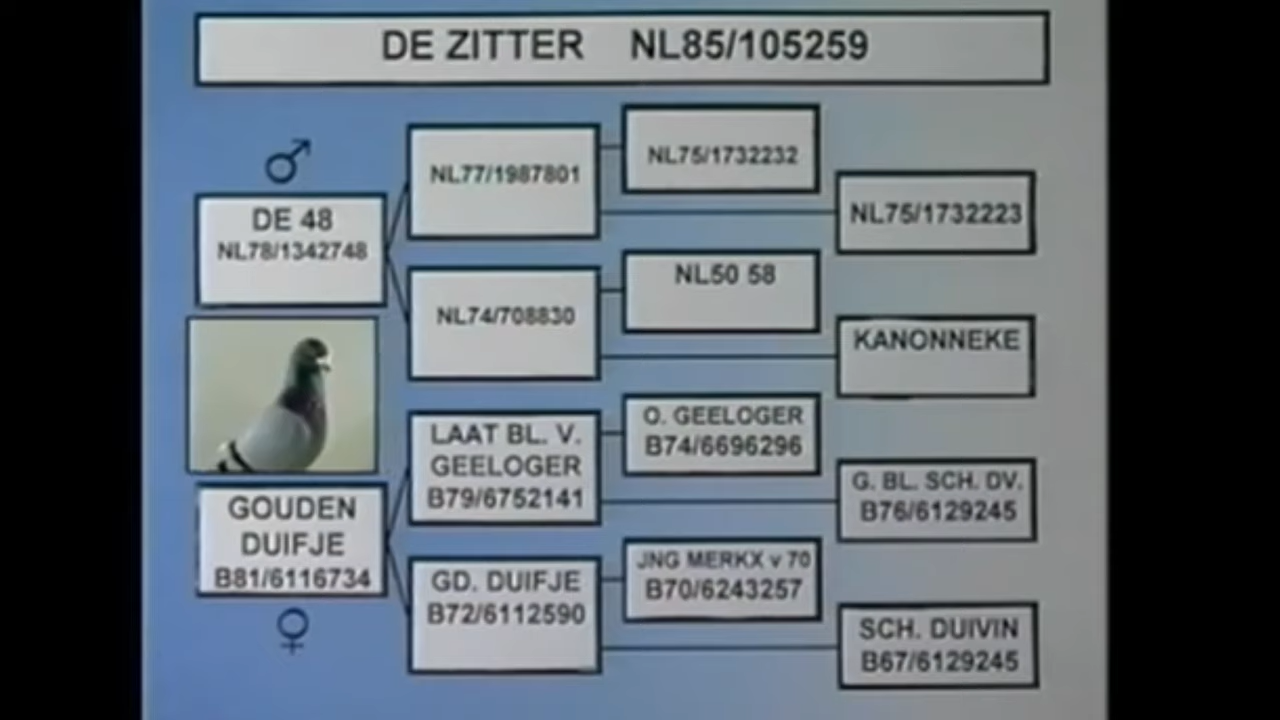 DE ZITTER NL85/105259
♂
DE 48
NL78/1342748
NL77/1987801
NL75/1732232
NL75/1732223
NL74/708830
NL50 58
KANONNEKE
GOUDEN
DUIFJE
B81/6116734
♀
LAAT BL. V.
GEELOGER
B79/6752141
O. GEELOGER
B74/6696296
G. BL. SCH. DV.
B76/6129245
GD. DUIFJE
B72/6112590
JNG MERKX v 70
B70/6243257
SCH. DUIVIN
B67/6129245